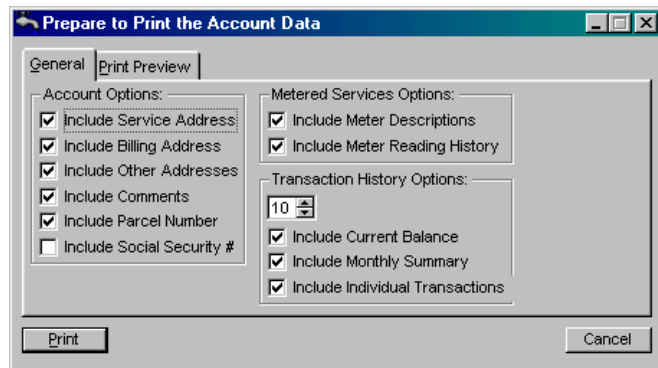 Prepare to Print the Account Data
General
Print Preview
Account Options:
Include Service Address
Include Billing Address
Include Other Addresses
Include Comments
Include Parcel Number
Include Social Security #
Metered Services Options:
Include Meter Descriptions
Include Meter Reading History
Transaction History Options:
10
Include Current Balance
Include Monthly Summary
Include Individual Transactions
Print
Cancel